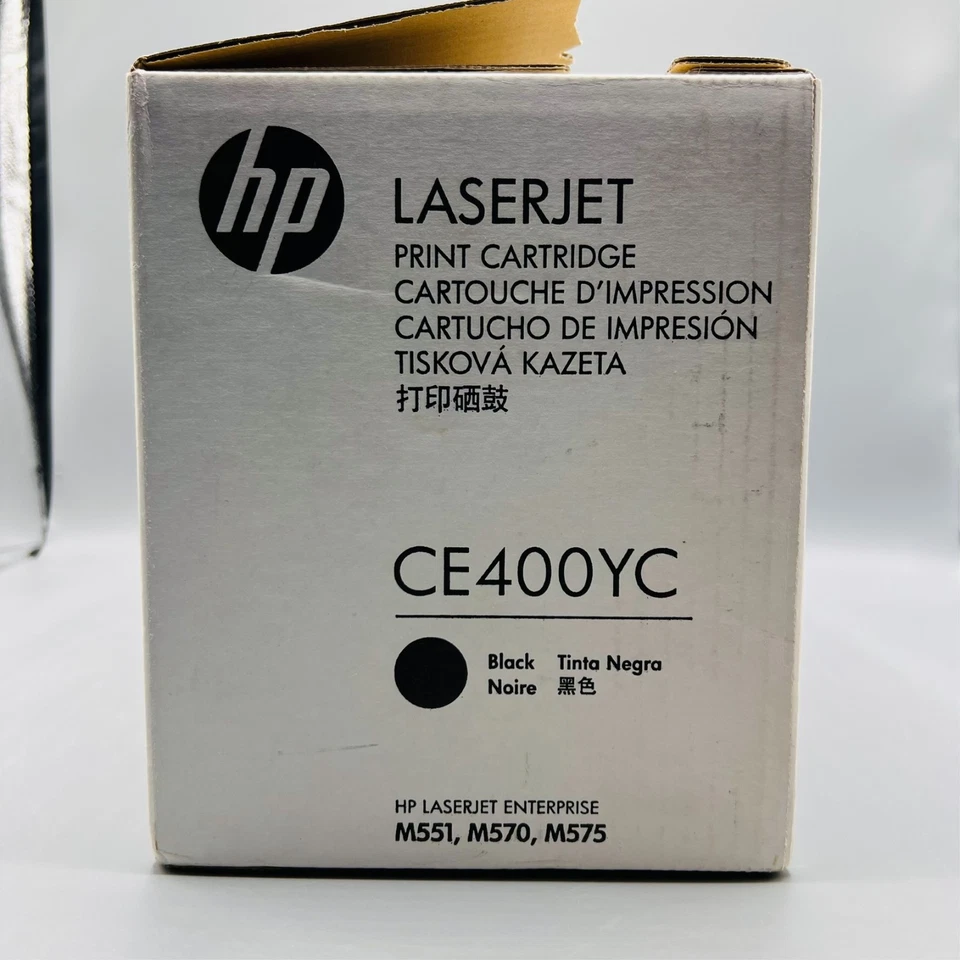 hp
LASERJET
PRINT CARTRIDGE
CARTOUCHE D'IMPRESSION
CARTUCHO DE IMPRESIÓN
TISKOVÁ KAZETA
打印硒鼓
CE400YC
Black Tinta Negra
Noire 黑色
HP LASERJET ENTERPRISE
M551, M570, M575